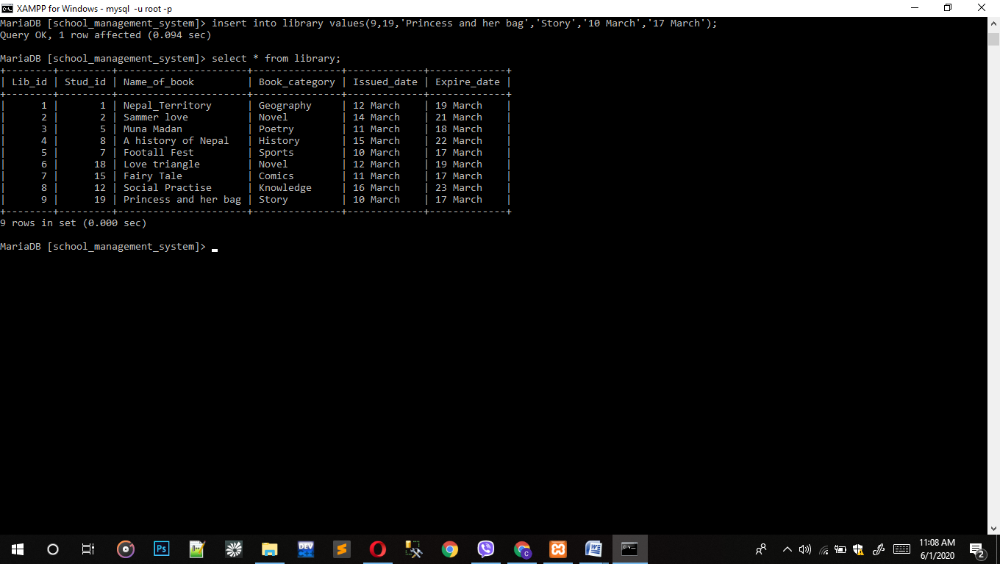 XAMPP for Windows - mysql  -u root -p
MariaDB [school_management_system]> insert into library values(9,19,'Princess and her bag','Story','10 March','17 March');
Query OK, 1 row affected (0.094 sec)
MariaDB [school_management_system]> select * from library;
+--------+---------+----------------------+---------------+-------------+-------------+
| Lib_id | Stud_id | Name_of_book         | Book_category | Issued_date | Expire_date |
+--------+---------+----------------------+---------------+-------------+-------------+
|      1 |       1 | Nepal_Territory      | Geography     | 12 March    | 19 March    |
|      2 |       2 | Sammer love          | Novel         | 14 March    | 21 March    |
|      3 |       5 | Muna Madan           | Poetry        | 11 March    | 18 March    |
|      4 |       8 | A history of Nepal   | History       | 15 March    | 22 March    |
|      5 |       7 | Footall Fest         | Sports        | 10 March    | 17 March    |
|      6 |      18 | Love triangle        | Novel         | 12 March    | 19 March    |
|      7 |      15 | Fairy Tale           | Comics        | 11 March    | 17 March    |
|      8 |      12 | Social Practise      | Knowledge     | 16 March    | 23 March    |
|      9 |      19 | Princess and her bag | Story         | 10 March    | 17 March    |
+--------+---------+----------------------+---------------+-------------+-------------+
9 rows in set (0.000 sec)
MariaDB [school_management_system]>
Ps
DEV
C
W
11:08 AM
6/1/2020
2